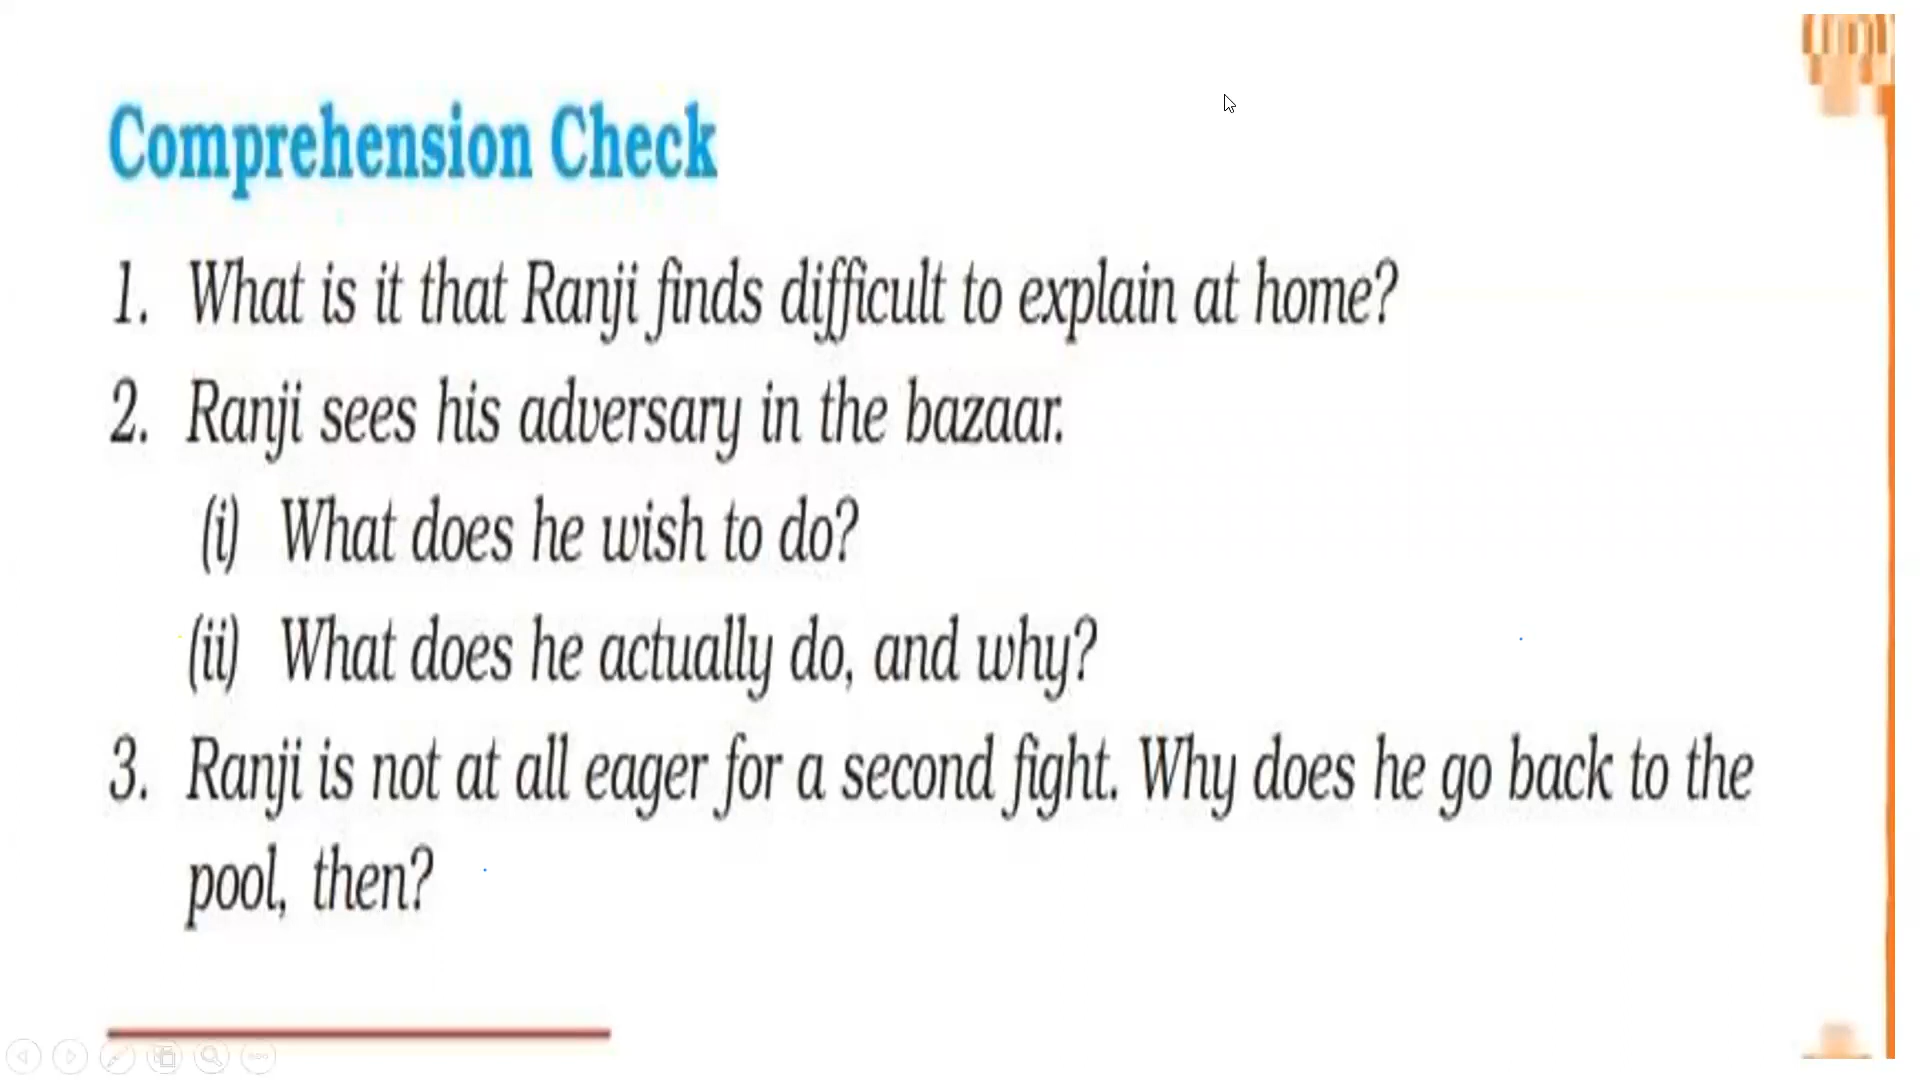 Comprehension Check
1. What is it that Ranji finds difficult to explain at home?
2. Ranji sees his adversary in the bazaar.
(i) What does he wish to do?
(ii) What does he actually do, and why?
3. Ranji is not at all eager for a second fight. Why does he go back to the
pool, then?